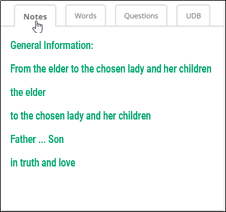 Notes Words Questions UDB
General Information:
From the elder to the chosen lady and her children
the elder
to the chosen lady and her children
Father ... Son
in truth and love